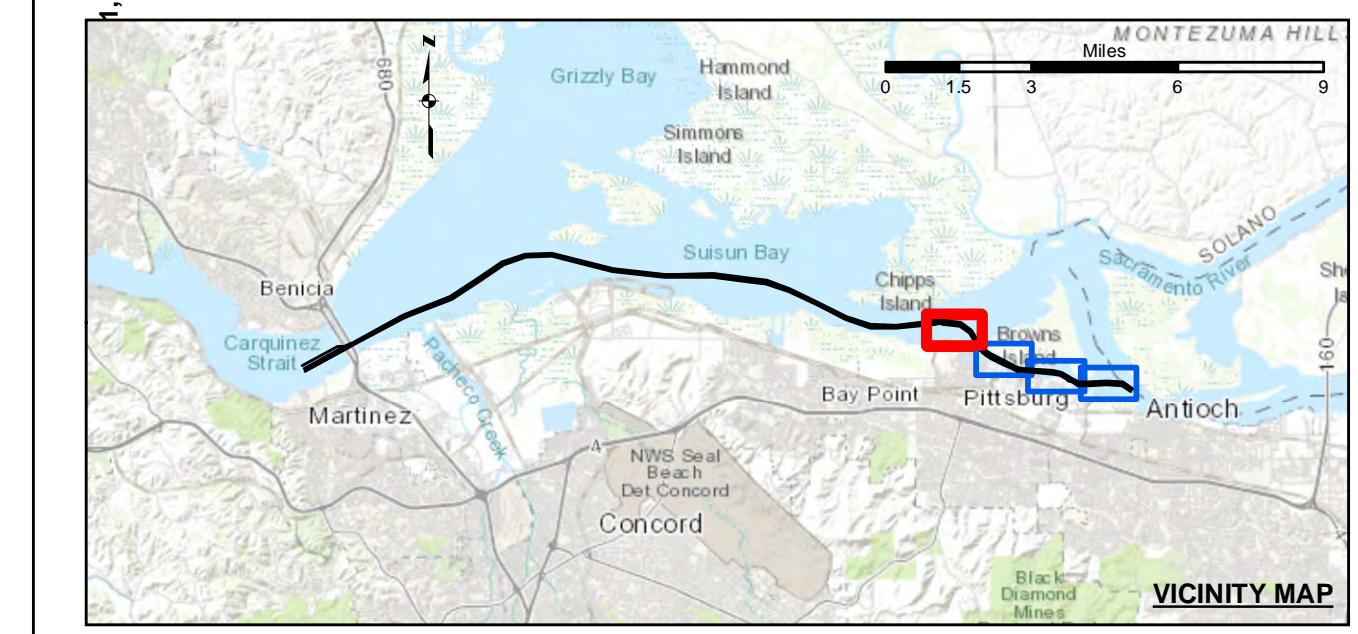 MONTEZUMA HILL
Miles
0 1.5 3 6 9
N
680
Grizzly Bay
Hammond
Island
Simmons
Island
SOLANO
Sacramento River
Suisun Bay
Chipps
Island
Benicia
Carquinez
Strait
Browns
Island
160
Pacheco Creek
Bay Point
Pittsburg
Antioch
Martinez
4
NWS Seal
Beach
Det Concord
Concord
Black
Diamond
Mines
VICINITY MAP